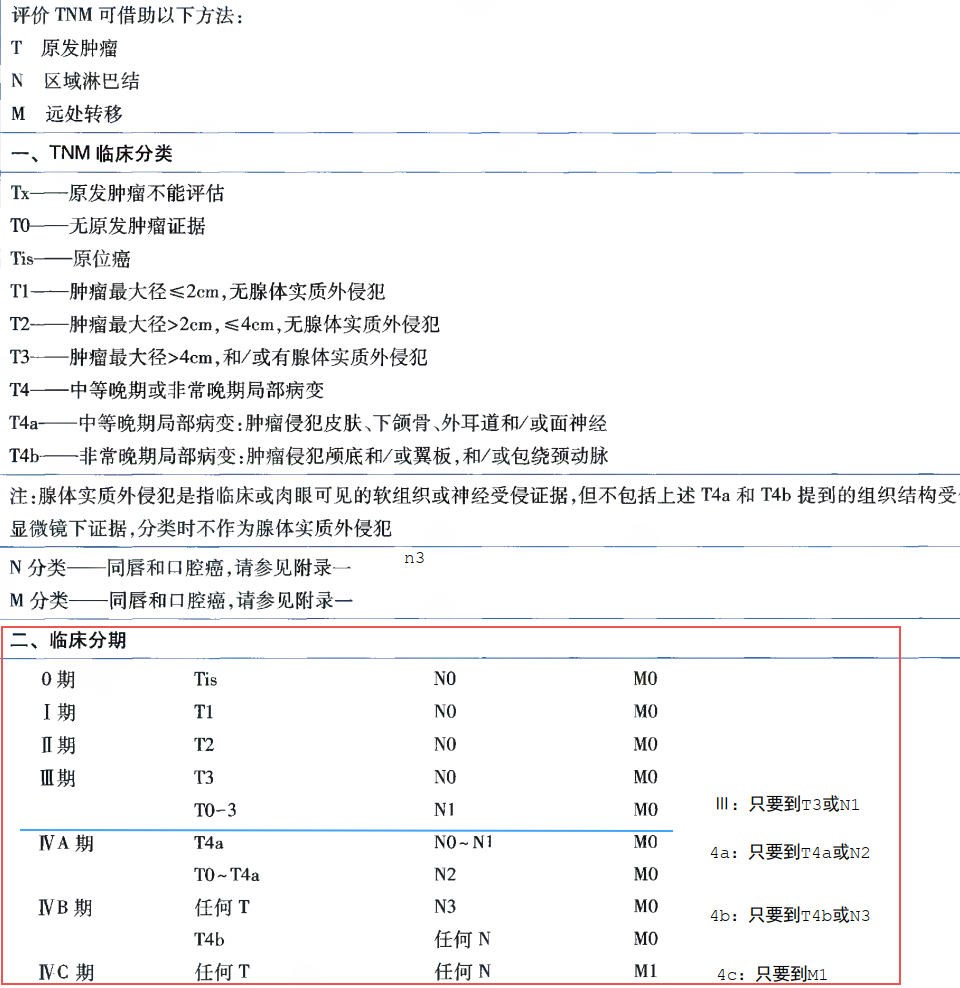 评价 TNM 可借助以下方法：
T 原发肿瘤
N 区域淋巴结
M 远处转移
一、TNM 临床分类
Tx——原发肿瘤不能评估
T0——无原发肿瘤证据
Tis——原位癌
T1——肿瘤最大径≤2cm,无腺体实质外侵犯
T2——肿瘤最大径>2cm,≤4cm,无腺体实质外侵犯
T3——肿瘤最大径>4cm,和/或有腺体实质外侵犯
T4——中等晚期或非常晚期局部病变
T4a——中等晚期局部病变:肿瘤侵犯皮肤、下颌骨、外耳道和/或面神经
T4b——非常晚期局部病变:肿瘤侵犯颅底和/或翼板,和/或包绕颈动脉
注:腺体实质外侵犯是指临床或肉眼可见的软组织或神经受侵证据,但不包括上述 T4a 和 T4b 提到的组织结构受
显微镜下证据,分类时不作为腺体实质外侵犯
n3
N 分类——同唇和口腔癌,请参见附录一
M 分类——同唇和口腔癌,请参见附录一
二、临床分期
0 期 Tis N0 M0
Ⅰ期 T1 N0 M0
Ⅱ期 T2 N0 M0
Ⅲ期 T3 N0 M0
T0~3 N1 M0 Ⅲ：只要到T3或N1
ⅣA 期 T4a N0~N1 M0 4a：只要到T4a或N2
T0~T4a N2 M0
ⅣB 期 任何 T N3 M0 4b：只要到T4b或N3
T4b 任何 N M0
ⅣC 期 任何 T 任何 N M1 4c：只要到M1